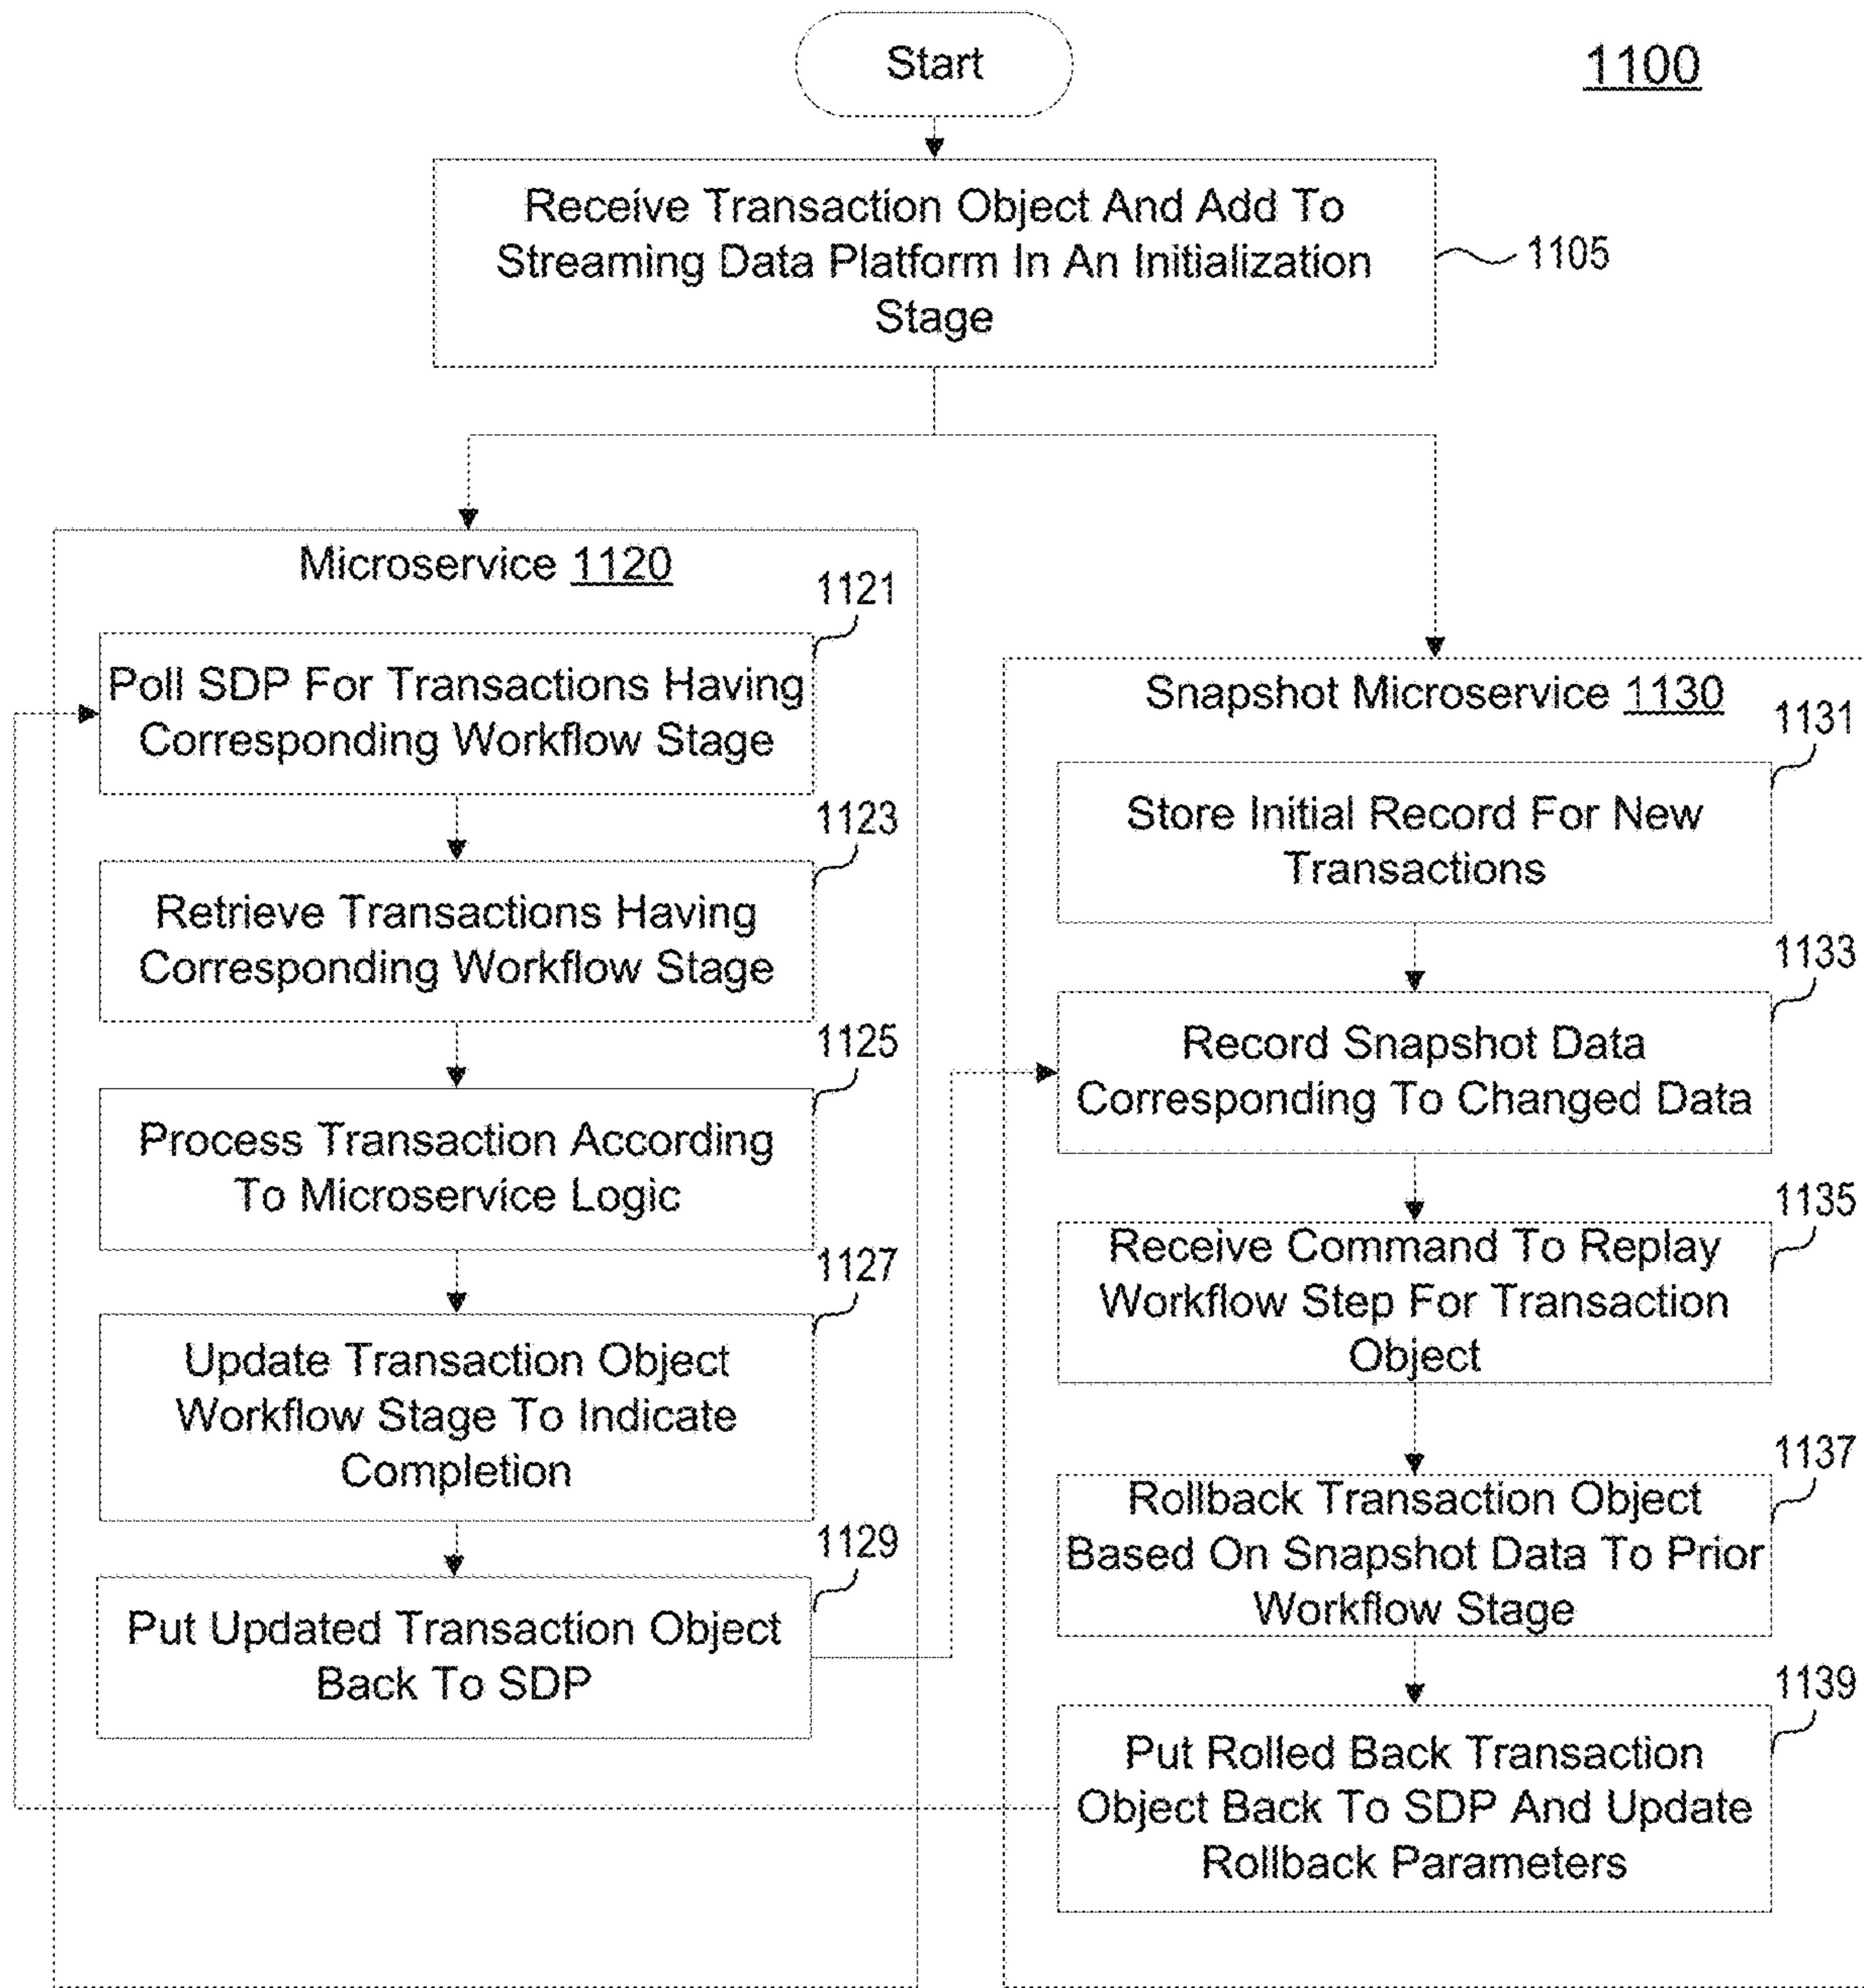 Start
1100
Receive Transaction Object And Add To
Streaming Data Platform In An Initialization
Stage
1105
Microservice 1120
1121
Poll SDP For Transactions Having
Corresponding Workflow Stage
1123
Retrieve Transactions Having
Corresponding Workflow Stage
1125
Process Transaction According
To Microservice Logic
1127
Update Transaction Object
Workflow Stage To Indicate
Completion
1129
Put Updated Transaction Object
Back To SDP
Snapshot Microservice 1130
1131
Store Initial Record For New
Transactions
1133
Record Snapshot Data
Corresponding To Changed Data
1135
Receive Command To Replay
Workflow Step For Transaction
Object
1137
Rollback Transaction Object
Based On Snapshot Data To Prior
Workflow Stage
1139
Put Rolled Back Transaction
Object Back To SDP And Update
Rollback Parameters